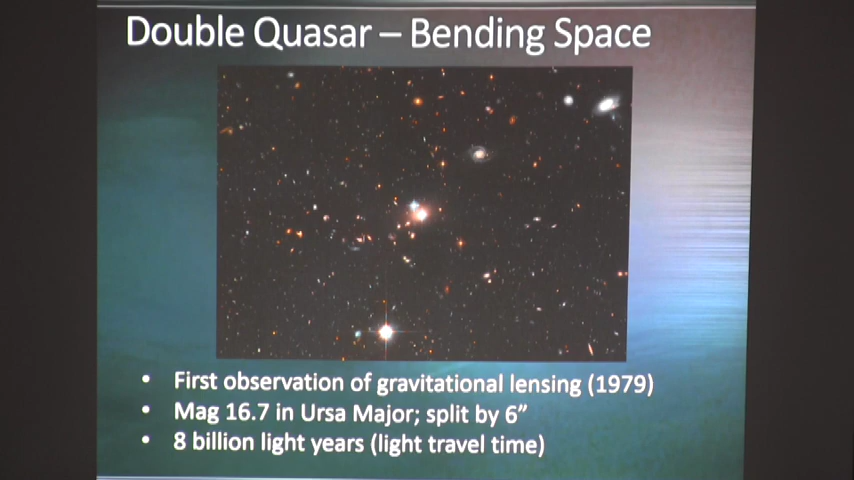 Double Quasar – Bending Space
• First observation of gravitational lensing (1979)
• Mag 16.7 in Ursa Major; split by 6”
• 8 billion light years (light travel time)